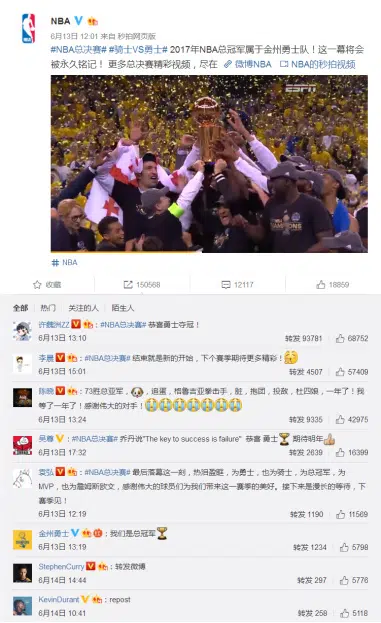 NBA
6月13日 12:01 来自 秒拍网页版
#NBA总决赛# #骑士VS勇士# 2017年NBA总冠军属于金州勇士队！这一幕将会
被永久铭记！ 更多总决赛精彩视频，尽在 微博NBA NBA的秒拍视频
ESPN
CHAMPIONS
# NBA
收藏 150568 12117 18859
全部 热门 关注的人 陌生人
许魏洲ZZ：#NBA总决赛# 恭喜勇士夺冠！
6月13日 13:10 转发 93781 68752
李晨：#NBA总决赛# 结束就是新的开始，下个赛季期待更多精彩！
6月13日 15:01 转发 4507 57409
陈晓：73胜总亚军，，追蛋，格鲁吉亚拳击手，脏，抱团，投敌，杜四娘，一年了！我
等了一年了！感谢伟大的对手！
6月13日 13:24 转发 9335 42975
吴尊：#NBA总决赛# 乔丹说"The key to success is failure" 恭喜 勇士 期待明年
6月13日 17:32 转发 2639 16399
袁弘：#NBA总决赛# 最后落幕这一刻，热泪盈眶，为勇士，也为骑士，为总冠军，为
MVP，也为詹姆斯欧文，感谢伟大的球员们为我们带来这一赛季的美好。接下来是漫长的等待，下
赛季见！
6月13日 12:19 转发 1190 11569
金州勇士：我们是总冠军
6月13日 13:19 转发 1234 5798
StephenCurry：转发微博
6月14日 14:44 转发 297 5776
KevinDurant：repost
6月14日 10:41 转发 258 5118